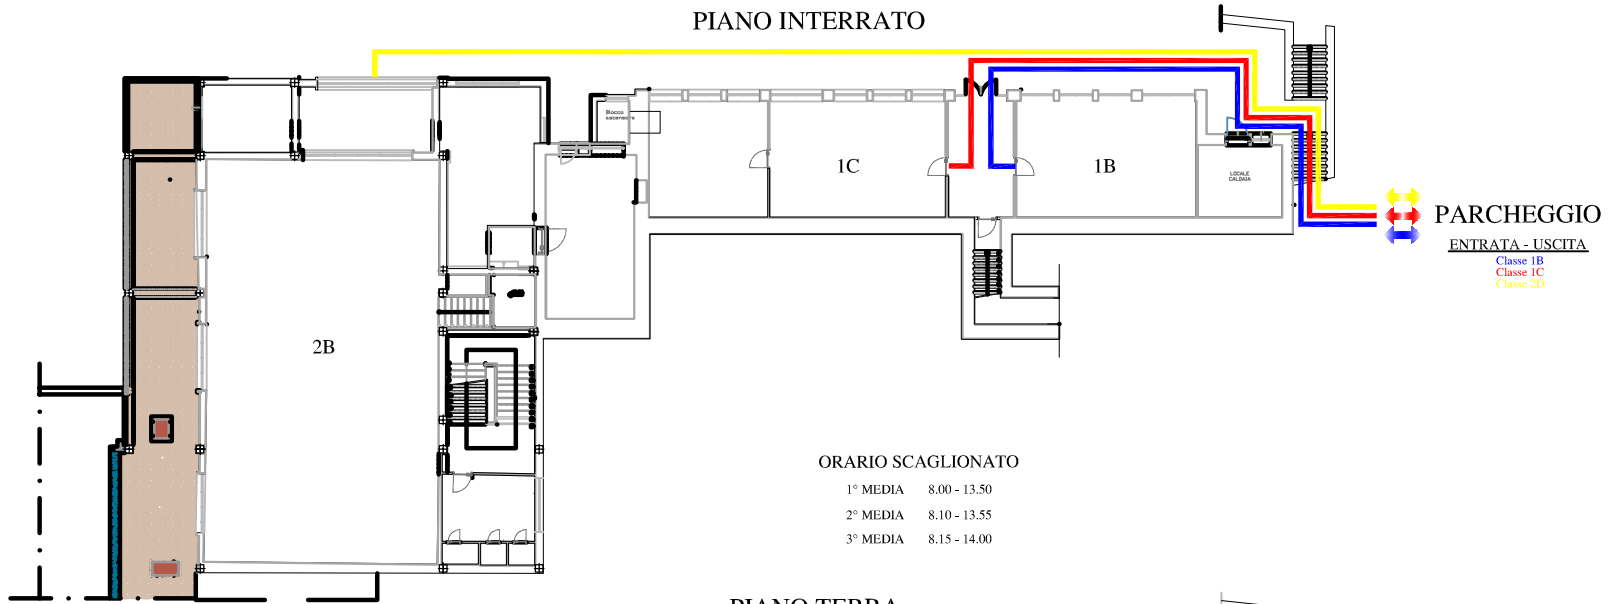 PIANO INTERRATO
Blocco
ascensore
1C
1B
LOCALE
CALDAIA
PARCHEGGIO
ENTRATA - USCITA
Classe 1B
Classe 1C
2B
ORARIO SCAGLIONATO
1° MEDIA 8.00 - 13.50
2° MEDIA 8.10 - 13.55
3° MEDIA 8.15 - 14.00
PIANO TERRA